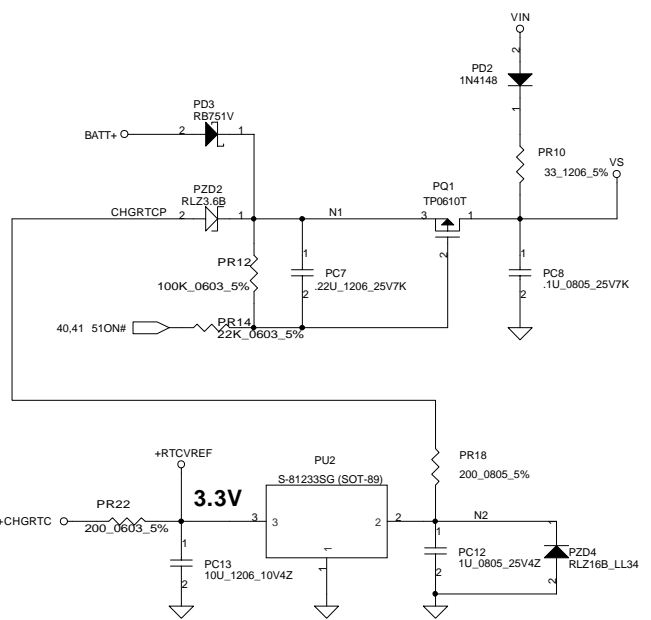 VIN
2
PD2
1N4148
1
PD3
RB751V
BATT+ 2 1
PR10
33_1206_5%
VS
PZD2
RLZ3.6B
PQ1
TP0610T
CHGRTCP 2 1 N1 3 1
2
PR12
100K_0603_5%
1
PC7
2
.22U_1206_25V7K
1
PC8
2
.1U_0805_25V7K
40,41 51ON#
PR14
22K_0603_5%
+RTCVREF
PU2
S-81233SG (SOT-89)
PR18
200_0805_5%
PR22
3.3V
+CHGRTC
200_0603_5%
3 3 2 2 N2
1
PC13
2
10U_1206_10V4Z
1
1
1
PC12
2
1U_0805_25V4Z
1
PZD4
2
RLZ16B_LL34